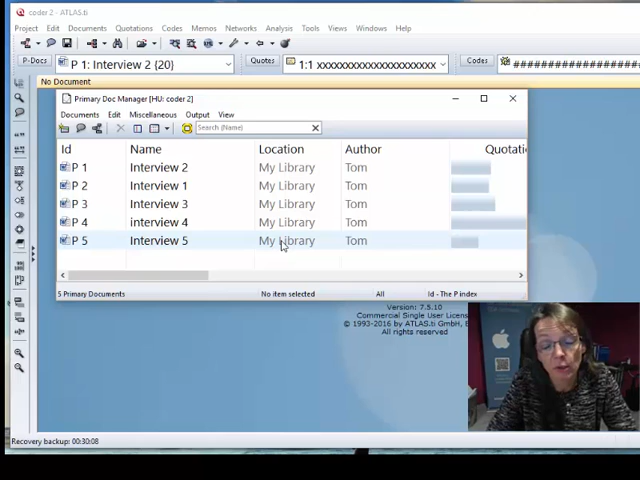 coder 2 - ATLAS.ti
Project Edit Documents Quotations Codes Memos Networks Analysis Tools Views Windows Help
P-Docs P 1: Interview 2 {20} Quotes 1:1 xxxxxxxxxxxxxxxxxxxxxx Codes
No Document
Primary Doc Manager [HU: coder 2]
Documents Edit Miscellaneous Output View
Search (Name)
Id Name Location Author Quotati
P 1 Interview 2 My Library Tom
P 2 Interview 1 My Library Tom
P 3 Interview 3 My Library Tom
P 4 interview 4 My Library Tom
P 5 Interview 5 My Library Tom
5 Primary Documents No item selected All Id - The P index
Version: 7.5.10
Commercial Single User Licens
© 1993-2016 by ATLAS.ti GmbH, B
All rights reserved
Recovery backup: 00:30:08